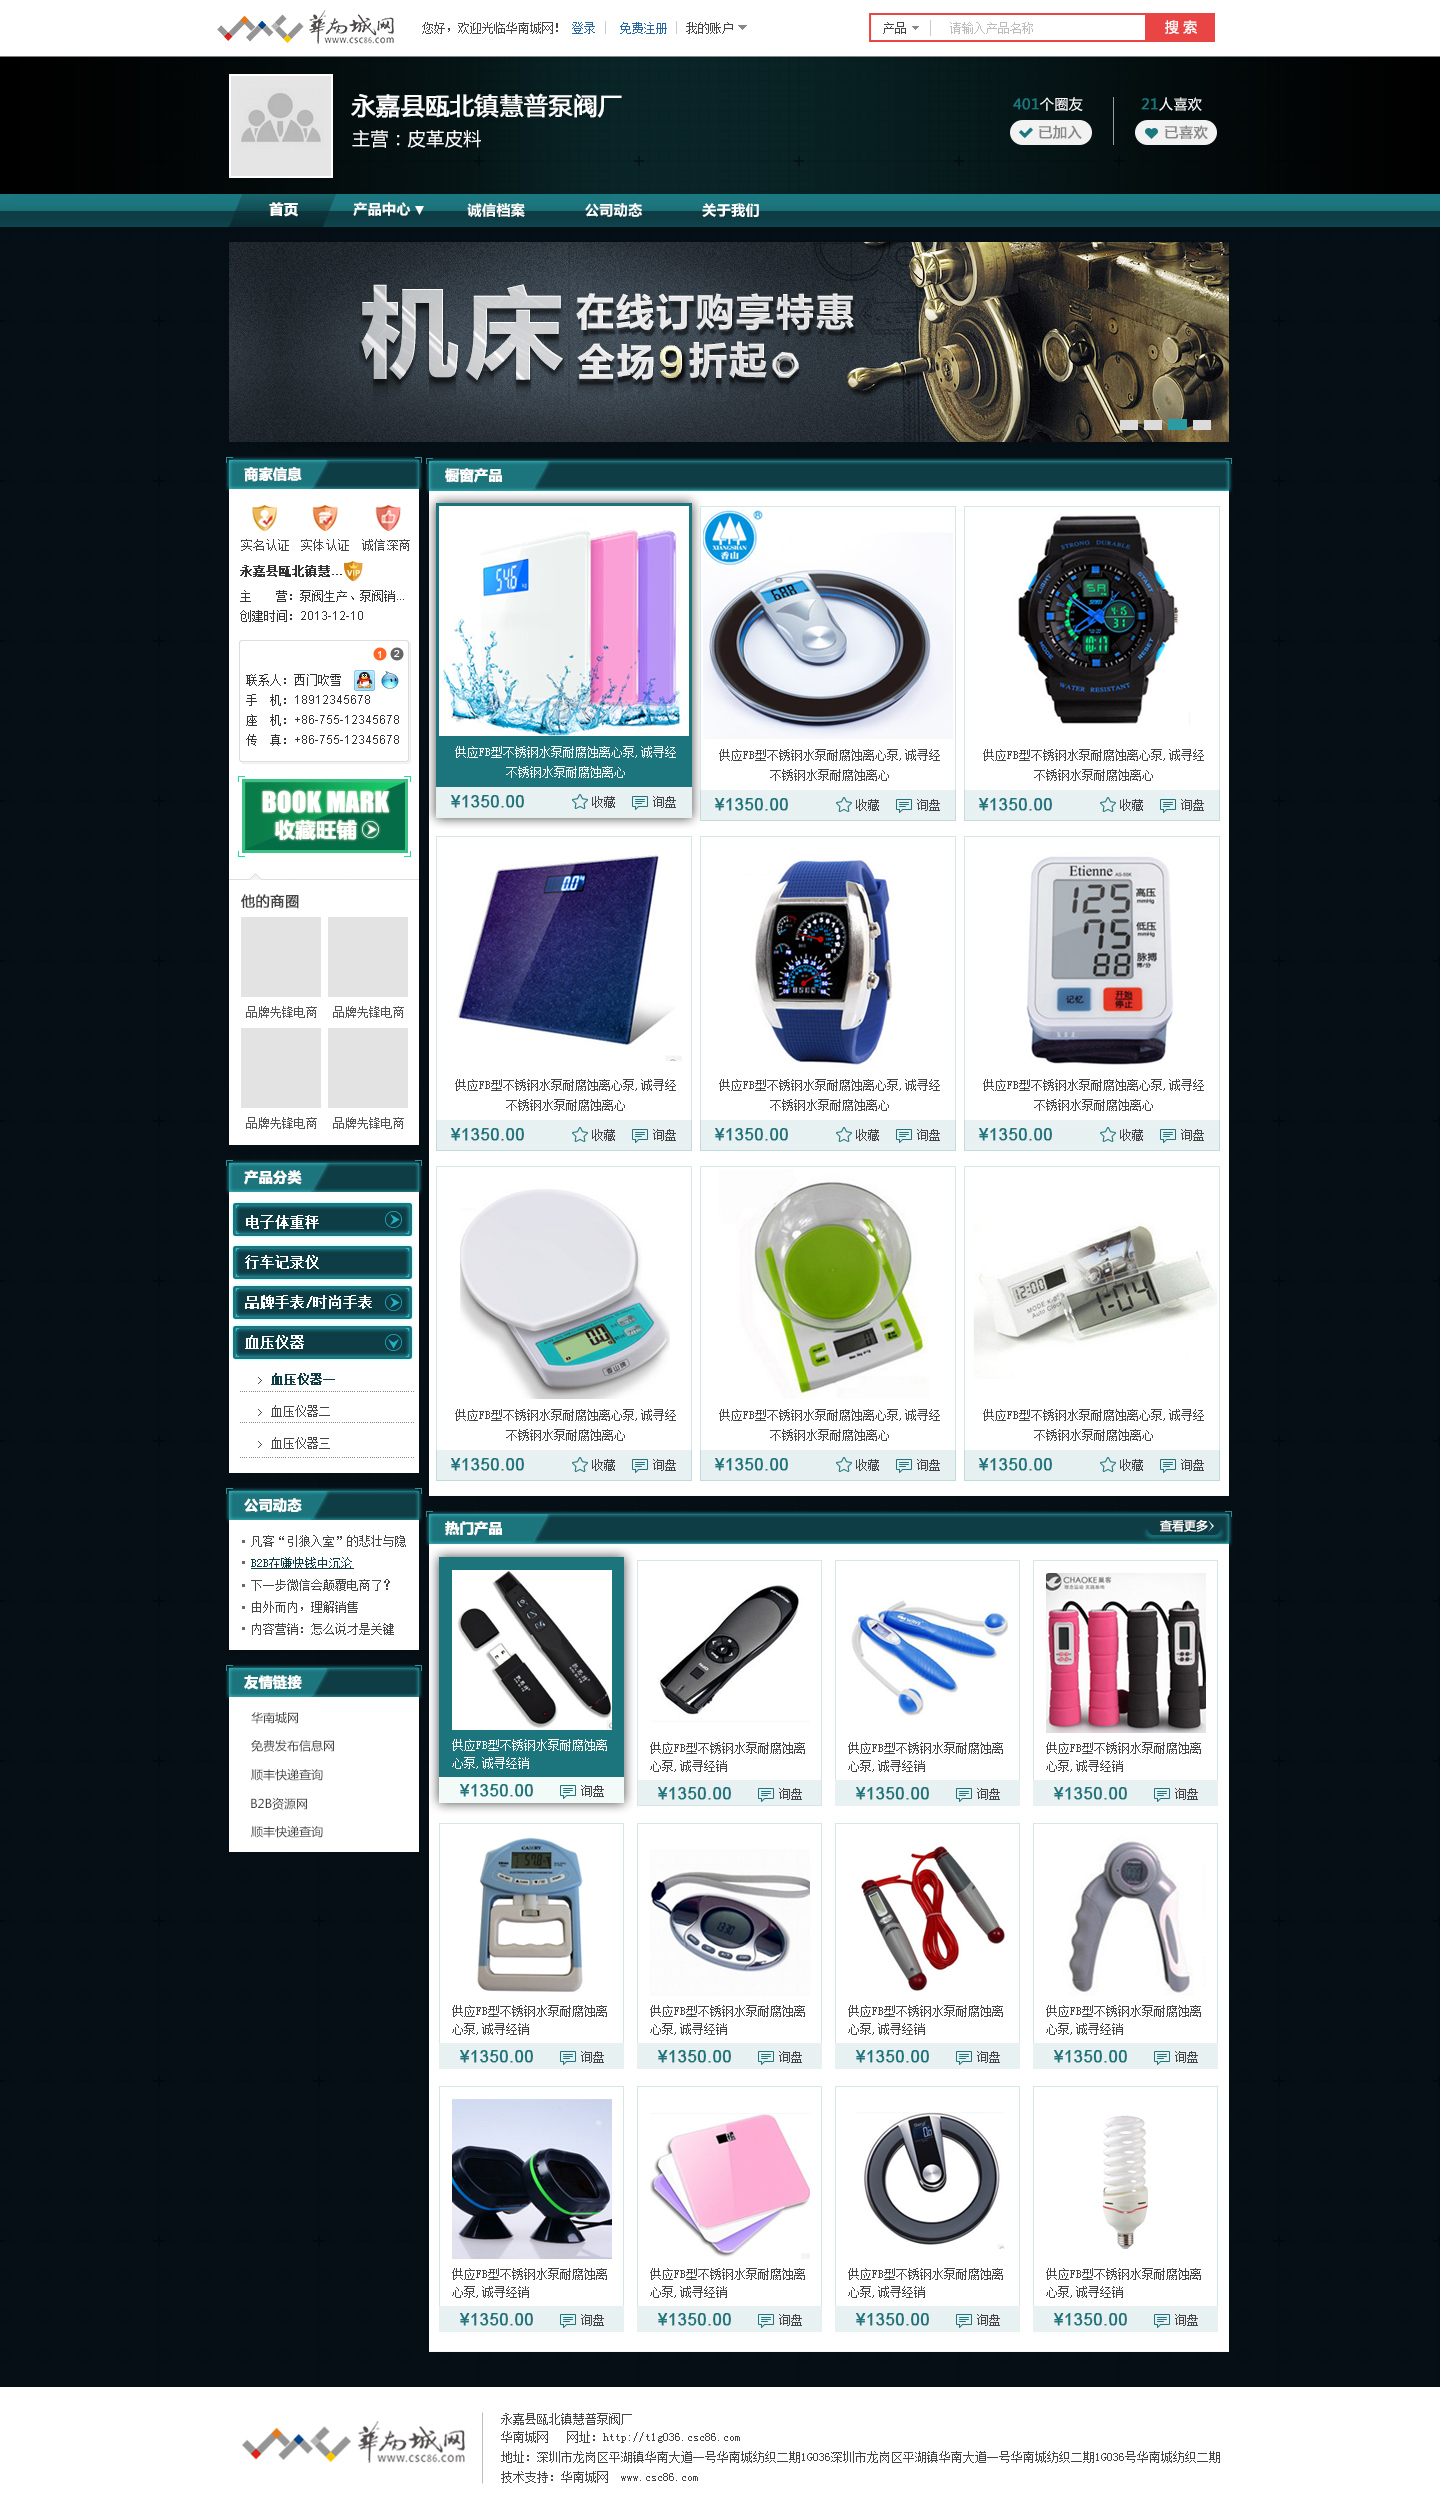 華南城网
www.csc86.com
您好，欢迎光临华南城网！ 登录 免费注册 我的账户
产品 请输入产品名称 搜 索
永嘉县瓯北镇慧普泵阀厂
主营：皮革皮料
401个圈友 21人喜欢
已加入 已喜欢
首页 产品中心 诚信档案 公司动态 关于我们
机床
在线订购享特惠
全场9折起
商家信息
实名认证 实体认证 诚信深商
永嘉县瓯北镇慧... VIP
主 营：泵阀生产、泵阀销...
创建时间：2013-12-10
1 2
联系人：西门吹雪
手 机：18912345678
座 机：+86-755-12345678
传 真：+86-755-12345678
BOOK MARK
收藏旺铺
他的商圈
品牌先锋电商 品牌先锋电商
品牌先锋电商 品牌先锋电商
产品分类
电子体重秤
行车记录仪
品牌手表/时尚手表
血压仪器
血压仪器一
血压仪器二
血压仪器三
公司动态
凡客“引狼入室”的悲壮与隐
B2B在赚快钱中沉沦
下一步微信会颠覆电商了？
由外而内，理解销售
内容营销：怎么说才是关键
友情链接
华南城网
免费发布信息网
顺丰快递查询
B2B资源网
顺丰快递查询
橱窗产品
54.6
XIANGSHAN
香山
®
688
STRONG DURABLE
LIGHT START
MODE RESET
WATER RESISTANT
供应FB型不锈钢水泵耐腐蚀离心泵,诚寻经 供应FB型不锈钢水泵耐腐蚀离心泵,诚寻经 供应FB型不锈钢水泵耐腐蚀离心泵,诚寻经
不锈钢水泵耐腐蚀离心 不锈钢水泵耐腐蚀离心 不锈钢水泵耐腐蚀离心
¥1350.00 收藏 询盘 ¥1350.00 收藏 询盘 ¥1350.00 收藏 询盘
0.0
Etienne
125 高压 mmHg
75 低压 mmHg
88 脉搏 博/分
记忆 开始 停止
供应FB型不锈钢水泵耐腐蚀离心泵,诚寻经 供应FB型不锈钢水泵耐腐蚀离心泵,诚寻经 供应FB型不锈钢水泵耐腐蚀离心泵,诚寻经
不锈钢水泵耐腐蚀离心 不锈钢水泵耐腐蚀离心 不锈钢水泵耐腐蚀离心
¥1350.00 收藏 询盘 ¥1350.00 收藏 询盘 ¥1350.00 收藏 询盘
0.0
香山牌
12:00
供应FB型不锈钢水泵耐腐蚀离心泵,诚寻经 供应FB型不锈钢水泵耐腐蚀离心泵,诚寻经 供应FB型不锈钢水泵耐腐蚀离心泵,诚寻经
不锈钢水泵耐腐蚀离心 不锈钢水泵耐腐蚀离心 不锈钢水泵耐腐蚀离心
¥1350.00 收藏 询盘 ¥1350.00 收藏 询盘 ¥1350.00 收藏 询盘
热门产品 查看更多
CHAOKE
供应FB型不锈钢水泵耐腐蚀离 供应FB型不锈钢水泵耐腐蚀离 供应FB型不锈钢水泵耐腐蚀离 供应FB型不锈钢水泵耐腐蚀离
心泵,诚寻经销 心泵,诚寻经销 心泵,诚寻经销 心泵,诚寻经销
¥1350.00 询盘 ¥1350.00 询盘 ¥1350.00 询盘 ¥1350.00 询盘
供应FB型不锈钢水泵耐腐蚀离 供应FB型不锈钢水泵耐腐蚀离 供应FB型不锈钢水泵耐腐蚀离 供应FB型不锈钢水泵耐腐蚀离
心泵,诚寻经销 心泵,诚寻经销 心泵,诚寻经销 心泵,诚寻经销
¥1350.00 询盘 ¥1350.00 询盘 ¥1350.00 询盘 ¥1350.00 询盘
供应FB型不锈钢水泵耐腐蚀离 供应FB型不锈钢水泵耐腐蚀离 供应FB型不锈钢水泵耐腐蚀离 供应FB型不锈钢水泵耐腐蚀离
心泵,诚寻经销 心泵,诚寻经销 心泵,诚寻经销 心泵,诚寻经销
¥1350.00 询盘 ¥1350.00 询盘 ¥1350.00 询盘 ¥1350.00 询盘
華南城网
www.csc86.com
永嘉县瓯北镇慧普泵阀厂
华南城网 网址：http://t1g036.csc86.com
地址：深圳市龙岗区平湖镇华南大道一号华南城纺织二期1G036深圳市龙岗区平湖镇华南大道一号华南城纺织二期1G036号华南城纺织二期
技术支持：华南城网 www.csc86.com